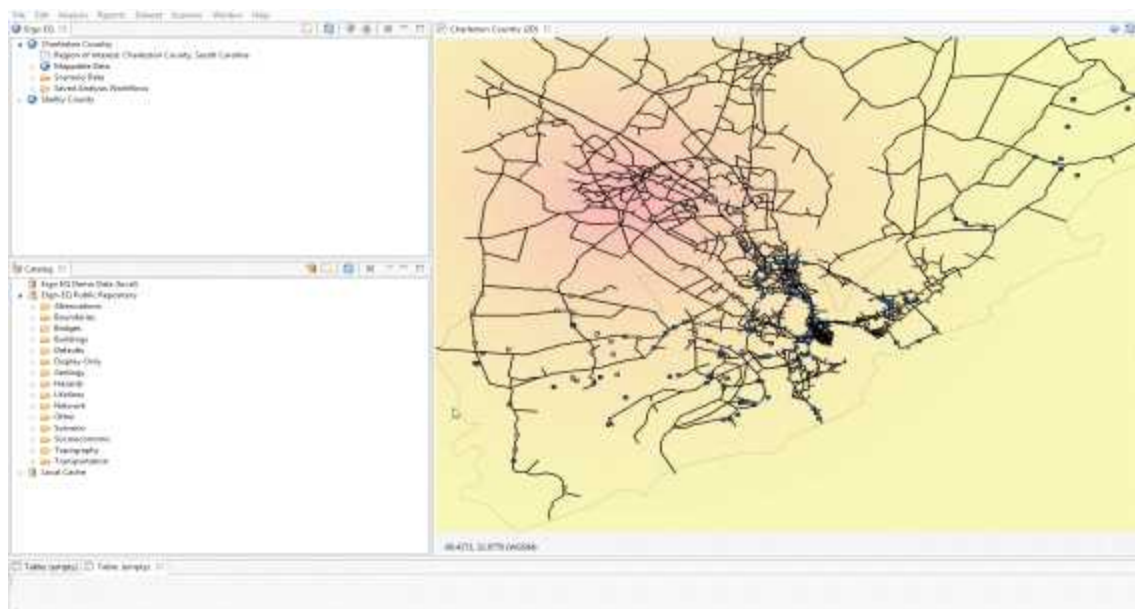 File Edit Analysis Reports Dataset Scenario Window Help
Ergo EQ
Charleston County
Region of Interest: Charleston County, South Carolina
Mappable Data
Scenario Data
Saved Analysis Workflows
Shelby County
Charleston County (2D)
Catalog
Ergo EQ Demo Data (local)
Ergo EQ Public Repository
Attenuations
Boundaries
Bridges
Buildings
Defaults
Display Only
Geology
Hazards
Lifelines
Network
Other
Scenario
Socioeconomic
Topography
Transportation
Local Cache
Table (empty) Table (empty)